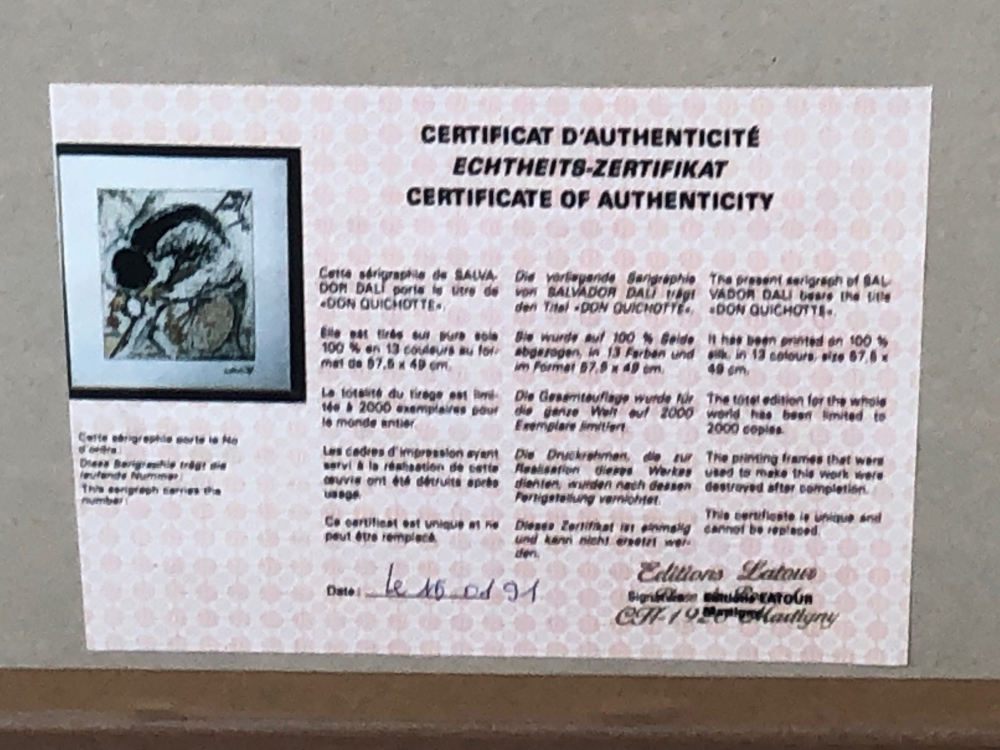 CERTIFICAT D'AUTHENTICITÉ
ECHTHEITS-ZERTIFIKAT
CERTIFICATE OF AUTHENTICITY
Cette sérigraphie de SALVA-
DOR DALI porte le titre de
«DON QUICHOTTE».
Elle est tirée sur pure soie
100 % en 13 couleurs au for-
mat de 67,5 x 49 cm.
La totalité du tirage est limi-
tée à 2000 exemplaires pour
le monde entier.
Les cadres d'impression ayant
servi à la réalisation de cette
œuvre ont été détruits après
usage.
Ce certificat est unique et ne
peut être remplacé.
Die vorliegende Serigraphie
von SALVADOR DALI trägt
den Titel «DON QUICHOTTE».
Sie wurde auf 100 % Seide
abgezogen, in 13 Farben und
im Format 67,5 x 49 cm.
Die Gesamtauflage wurde für
die ganze Welt auf 2000
Exemplare limitiert.
Die Druckrahmen, die zur
Realisation dieses Werkes
dienten, wurden nach dessen
Fertigstellung vernichtet.
Dieses Zertifikat ist einmalig
und kann nicht ersetzt wer-
den.
The present serigraph of SAL-
VADOR DALI bears the title
«DON QUICHOTTE».
It has been printed on 100 %
silk, in 13 colours, size 67,5 x
49 cm.
The total edition for the whole
world has been limited to
2000 copies.
The printing frames that were
used to make this work were
destroyed after completion.
This certificate is unique and
cannot be replaced.
Cette sérigraphie porte le No
d'ordre:
Diese Serigraphie trägt die
laufende Nummer:
This serigraph carries the
number:
Date: le 16 01 91
Editions Latour
Editions LATOUR
Martigny
CH-1920 Martigny